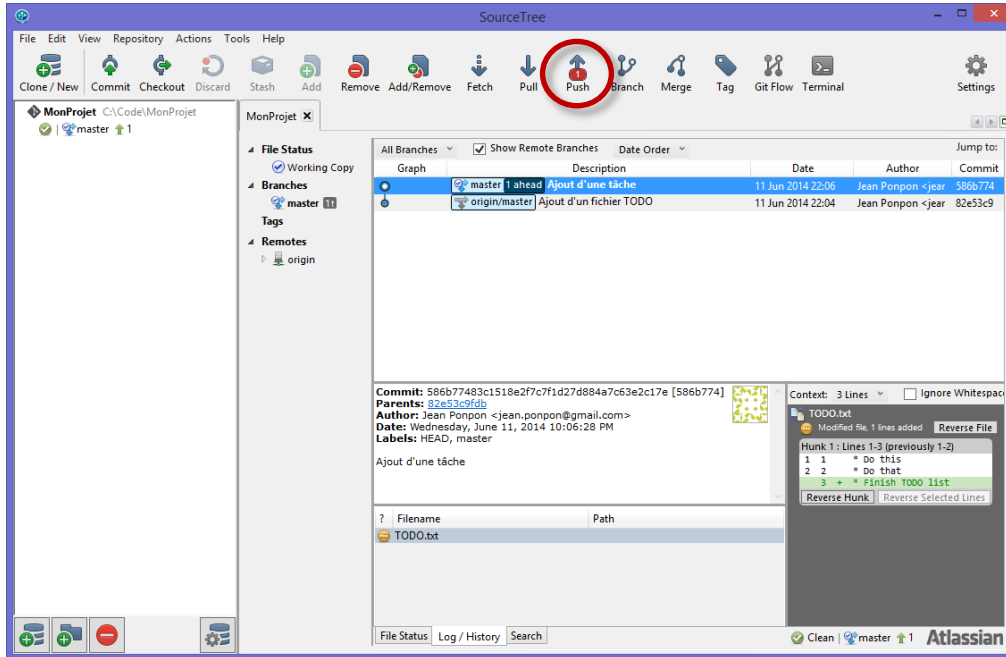 SourceTree
File Edit View Repository Actions Tools Help
Clone / New Commit Checkout Discard Stash Add Remove Add/Remove Fetch Pull Push Branch Merge Tag Git Flow Terminal Settings
1
MonProjet C:\Code\MonProjet
master 1
MonProjet
File Status
Working Copy
Branches
master 1
Tags
Remotes
origin
All Branches Show Remote Branches Date Order Jump to:
Graph Description Date Author Commit
master 1 ahead Ajout d'une tâche 11 Jun 2014 22:06 Jean Ponpon <jear 586b774
origin/master Ajout d'un fichier TODO 11 Jun 2014 22:04 Jean Ponpon <jear 82e53c9
Commit: 586b77483c1518e2f7c7f1d27d884a7c63e2c17e [586b774]
Parents: 82e53c9fdb
Author: Jean Ponpon <jean.ponpon@gmail.com>
Date: Wednesday, June 11, 2014 10:06:28 PM
Labels: HEAD, master
Ajout d'une tâche
? Filename Path
TODO.txt
Context: 3 Lines Ignore Whitespac
TODO.txt
Modified file, 1 lines added Reverse File
Hunk 1 : Lines 1-3 (previously 1-2)
1 1 * Do this
2 2 * Do that
3 + * Finish TODO list
Reverse Hunk Reverse Selected Lines
File Status Log / History Search
Clean master 1 Atlassian